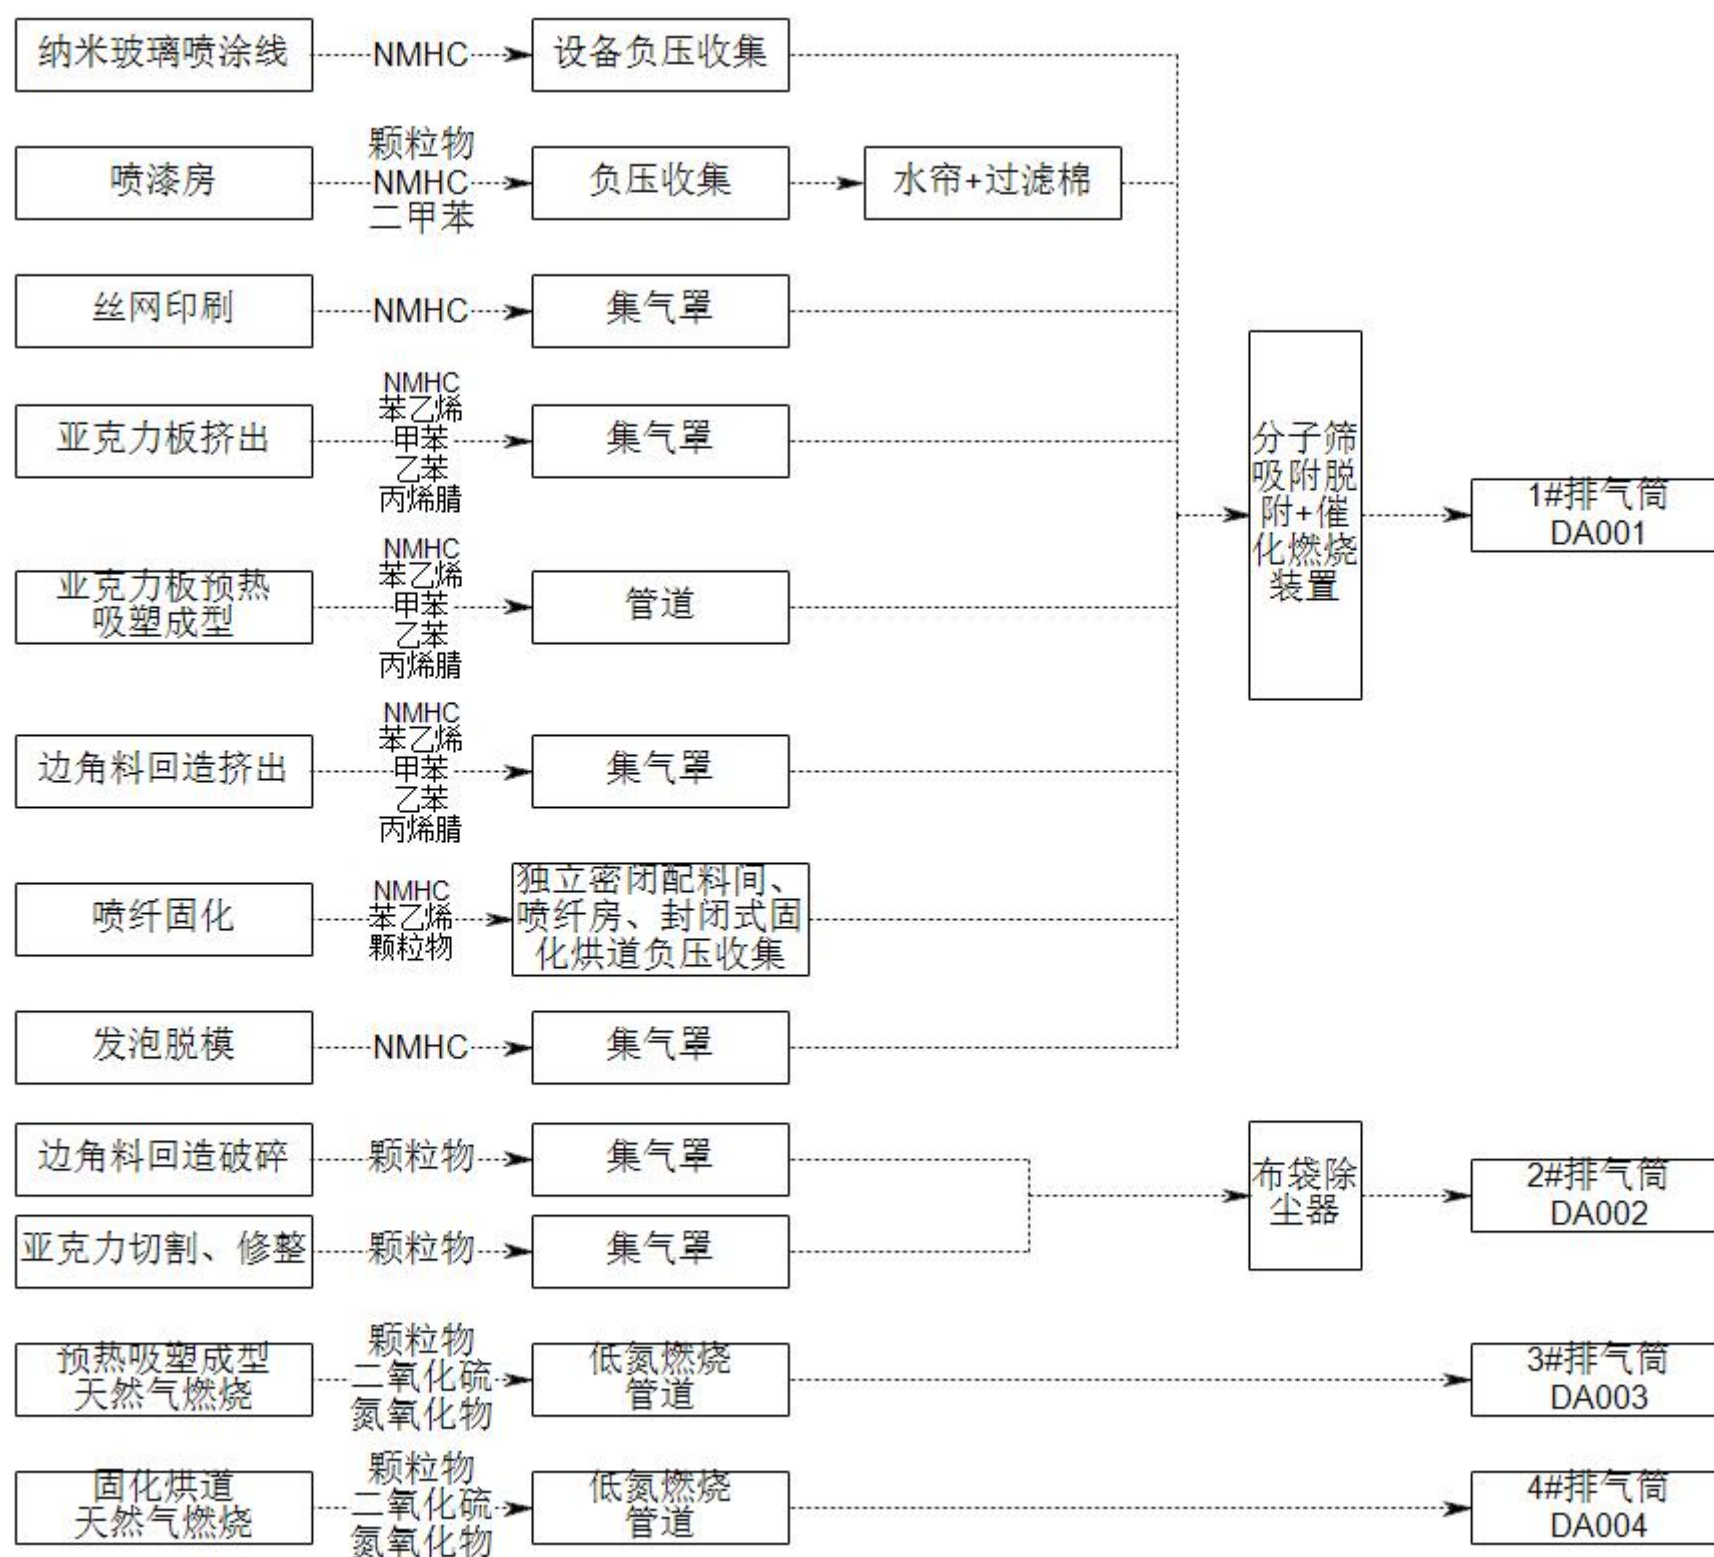 纳米玻璃喷涂线
NMHC
设备负压收集
喷漆房
颗粒物
NMHC
二甲苯
负压收集
水帘+过滤棉
丝网印刷
NMHC
集气罩
亚克力板挤出
NMHC
苯乙烯
甲苯
乙苯
丙烯腈
集气罩
亚克力板预热
吸塑成型
NMHC
苯乙烯
甲苯
乙苯
丙烯腈
管道
边角料回造挤出
NMHC
苯乙烯
甲苯
乙苯
丙烯腈
集气罩
喷纤固化
NMHC
苯乙烯
颗粒物
独立密闭配料间、
喷纤房、封闭式固
化烘道负压收集
发泡脱模
NMHC
集气罩
分子筛
吸附脱
附+催
化燃烧
装置
1#排气筒
DA001
边角料回造破碎
颗粒物
集气罩
亚克力切割、修整
颗粒物
集气罩
布袋除
尘器
2#排气筒
DA002
预热吸塑成型
天然气燃烧
颗粒物
二氧化硫
氮氧化物
低氮燃烧
管道
3#排气筒
DA003
固化烘道
天然气燃烧
颗粒物
二氧化硫
氮氧化物
低氮燃烧
管道
4#排气筒
DA004